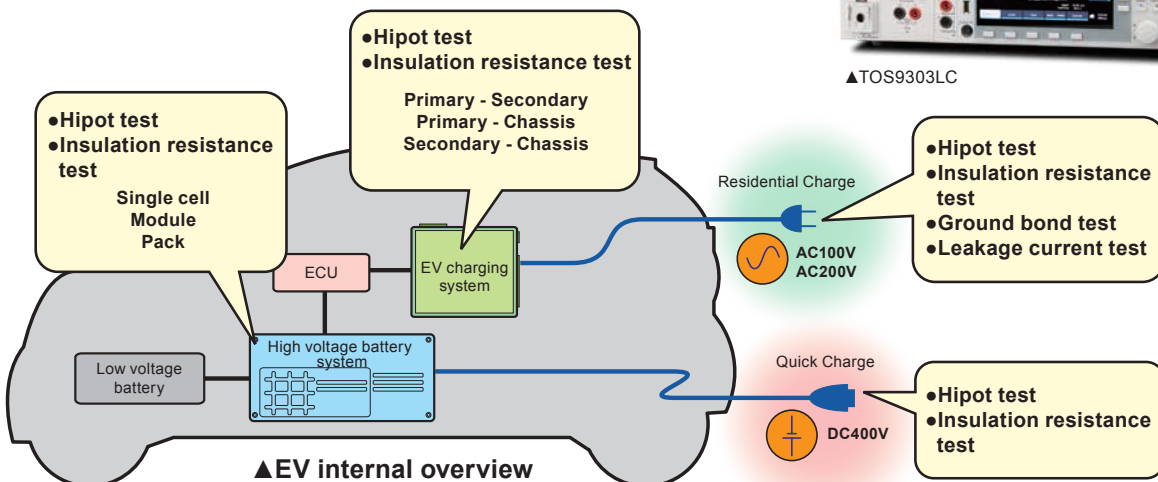 ▲TOS9303LC
●Hipot test
●Insulation resistance test
Primary - Secondary
Primary - Chassis
Secondary - Chassis
●Hipot test
●Insulation resistance
test
Single cell
Module
Pack
Residential Charge
AC100V
AC200V
●Hipot test
●Insulation resistance
test
●Ground bond test
●Leakage current test
ECU
EV charging
system
High voltage battery
system
Low voltage
battery
Quick Charge
DC400V
●Hipot test
●Insulation resistance
test
▲EV internal overview